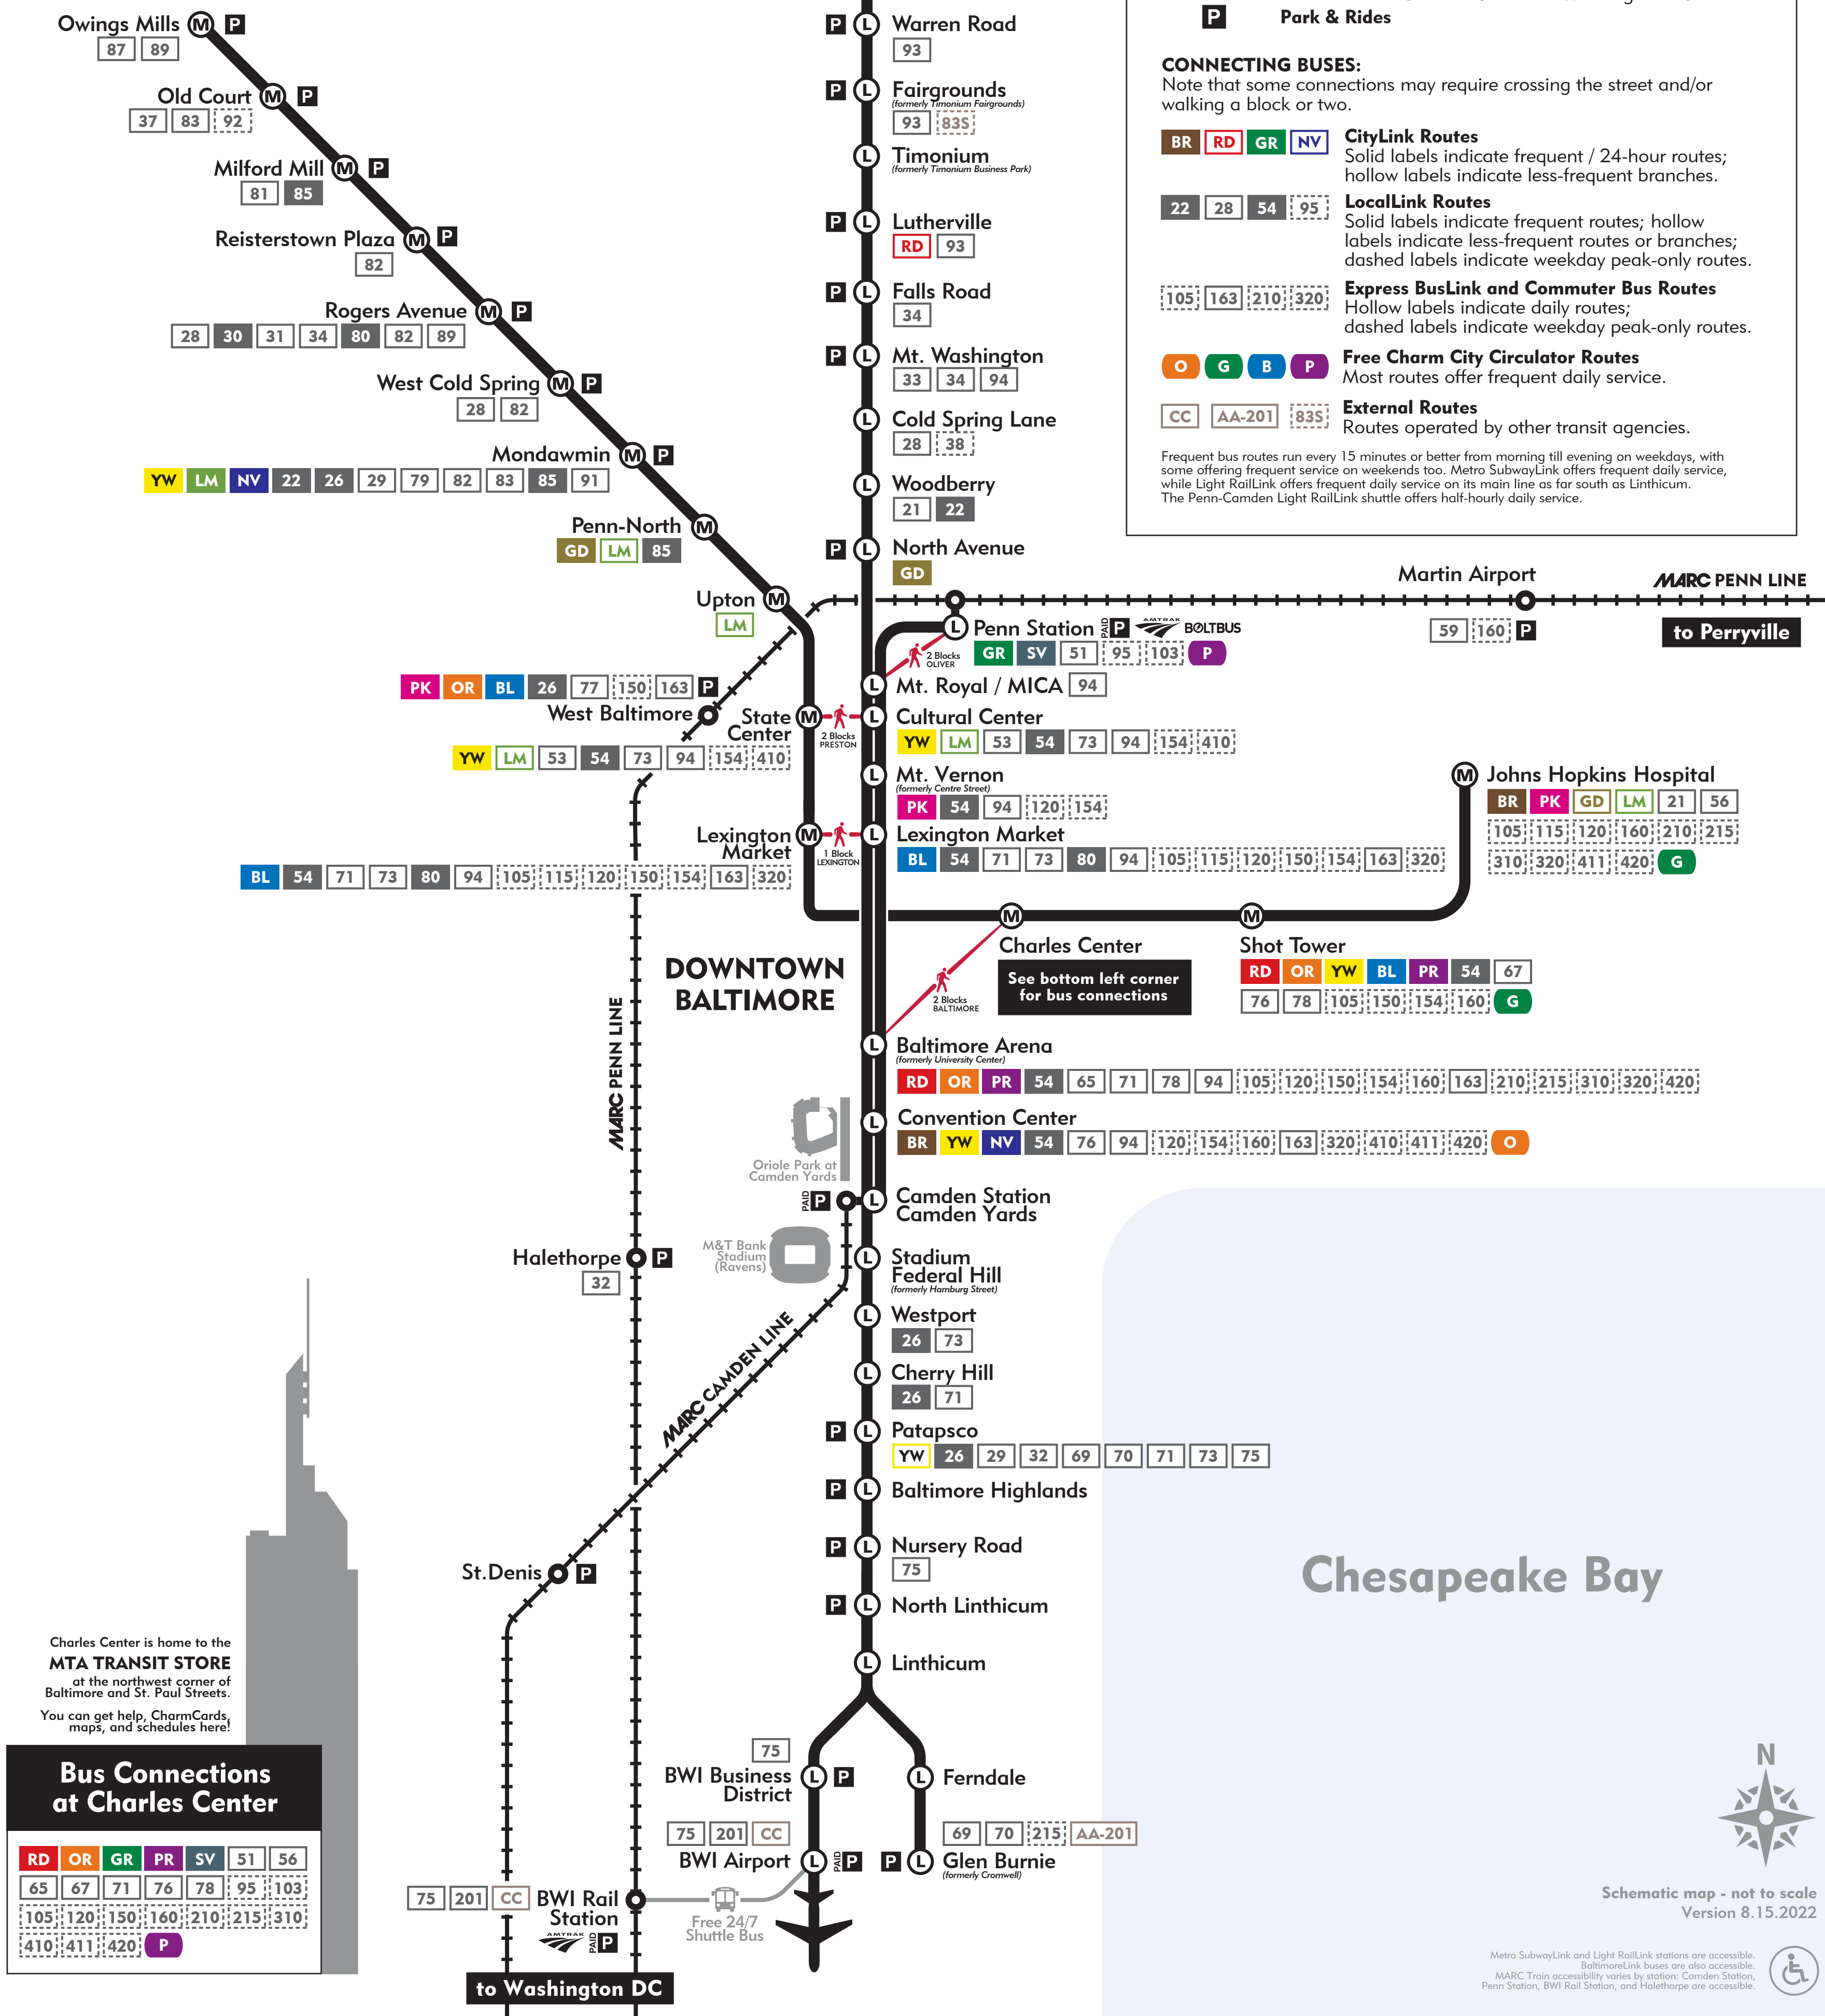 Park & Rides
P
CONNECTING BUSES:
Note that some connections may require crossing the street and/or
walking a block or two.
BR RD GR NV
CityLink Routes
Solid labels indicate frequent / 24-hour routes;
hollow labels indicate less-frequent branches.
22 28 54 95
LocalLink Routes
Solid labels indicate frequent routes; hollow
labels indicate less-frequent routes or branches;
dashed labels indicate weekday peak-only routes.
105 163 210 320
Express BusLink and Commuter Bus Routes
Hollow labels indicate daily routes;
dashed labels indicate weekday peak-only routes.
O G B P
Free Charm City Circulator Routes
Most routes offer frequent daily service.
CC AA-201 83S
External Routes
Routes operated by other transit agencies.
Frequent bus routes run every 15 minutes or better from morning till evening on weekdays, with
some offering frequent service on weekends too. Metro SubwayLink offers frequent daily service,
while Light RailLink offers frequent daily service on its main line as far south as Linthicum.
The Penn-Camden Light RailLink shuttle offers half-hourly daily service.
Owings Mills M P
87 89
Old Court M P
37 83 92
Milford Mill M P
81 85
Reisterstown Plaza M P
82
Rogers Avenue M P
28 30 31 34 80 82 89
West Cold Spring M P
28 82
Mondawmin M P
YW LM NV 22 26 29 79 82 83 85 91
Penn-North M
GD LM 85
Upton M
LM
PK OR BL 26 77 150 163 P
West Baltimore
State
Center
M
2 Blocks
PRESTON
YW LM 53 54 73 94 154 410
Lexington
Market
M
1 Block
LEXINGTON
BL 54 71 73 80 94 105 115 120 150 154 163 320
P L Warren Road
93
P L Fairgrounds
(formerly Timonium Fairgrounds)
93 83S
L Timonium
(formerly Timonium Business Park)
P L Lutherville
RD 93
P L Falls Road
34
P L Mt. Washington
33 34 94
L Cold Spring Lane
28 38
L Woodberry
21 22
P L North Avenue
GD
Martin Airport
59 160 P
MARC PENN LINE
to Perryville
L Penn Station PAID P AMTRAK BOLTBUS
GR SV 51 95 103 P
2 Blocks
OLIVER
L Mt. Royal / MICA 94
L Cultural Center
YW LM 53 54 73 94 154 410
L Mt. Vernon
(formerly Centre Street)
PK 54 94 120 154
L Lexington Market
BL 54 71 73 80 94 105 115 120 150 154 163 320
M Johns Hopkins Hospital
BR PK GD LM 21 56
105 115 120 160 210 215
310 320 411 420 G
M
Charles Center
See bottom left corner
for bus connections
M
Shot Tower
RD OR YW BL PR 54 67
76 78 105 150 154 160 G
DOWNTOWN
BALTIMORE
2 Blocks
BALTIMORE
L Baltimore Arena
(formerly University Center)
RD OR PR 54 65 71 78 94 105 120 150 154 160 163 210 215 310 320 420
L Convention Center
BR YW NV 54 76 94 120 154 160 163 320 410 411 420 O
Oriole Park at
Camden Yards
PAID P L Camden Station
Camden Yards
M&T Bank
Stadium
(Ravens)
L Stadium
Federal Hill
(formerly Hamburg Street)
L Westport
26 73
L Cherry Hill
26 71
P L Patapsco
YW 26 29 32 69 70 71 73 75
P L Baltimore Highlands
P L Nursery Road
75
P L North Linthicum
L Linthicum
75
BWI Business
District
L P
L Ferndale
75 201 CC
BWI Airport L PAID P
69 70 215 AA-201
P L Glen Burnie
(formerly Cromwell)
MARC PENN LINE
Halethorpe P
32
MARC CAMDEN LINE
St.Denis P
75 201 CC BWI Rail
Station
AMTRAK PAID P
Free 24/7
Shuttle Bus
to Washington DC
Chesapeake Bay
Charles Center is home to the
MTA TRANSIT STORE
at the northwest corner of
Baltimore and St. Paul Streets.
You can get help, CharmCards,
maps, and schedules here!
Bus Connections
at Charles Center
RD OR GR PR SV 51 56
65 67 71 76 78 95 103
105 120 150 160 210 215 310
410 411 420 P
N
Schematic map - not to scale
Version 8.15.2022
Metro SubwayLink and Light RailLink stations are accessible.
BaltimoreLink buses are also accessible.
MARC Train accessibility varies by station: Camden Station,
Penn Station, BWI Rail Station, and Halethorpe are accessible.